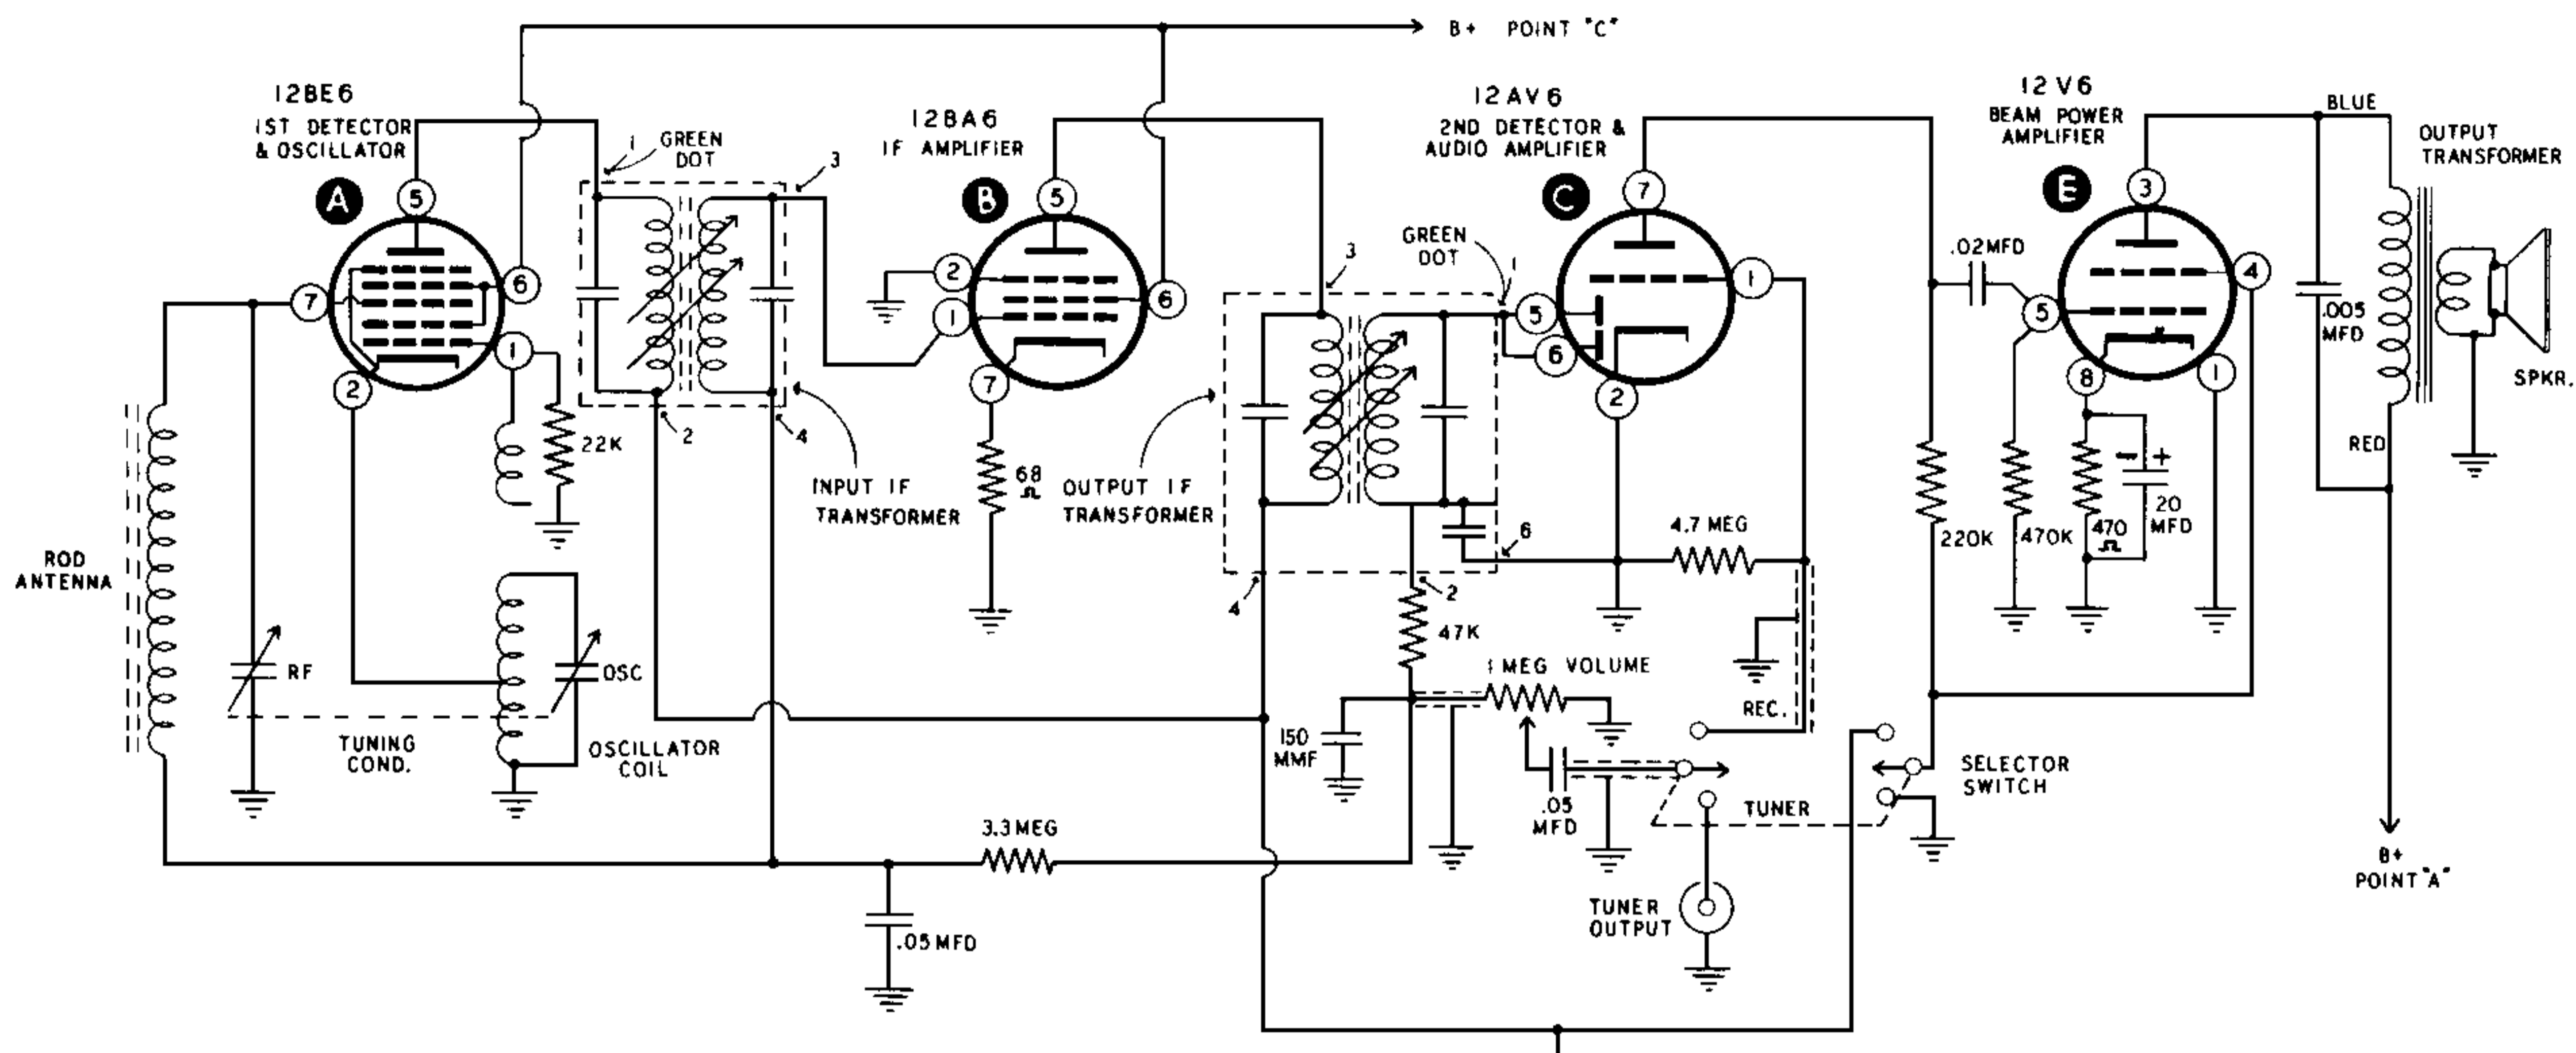 B+ POINT "C"
12BE6
1ST DETECTOR
& OSCILLATOR
A
5
7
6
1
2
22K
1
GREEN
DOT
3
2
4
INPUT IF
TRANSFORMER
12BA6
IF AMPLIFIER
B
5
2
1
6
7
68
Ω
OUTPUT IF
TRANSFORMER
GREEN
DOT
3
1
4
2
6
12AV6
2ND DETECTOR &
AUDIO AMPLIFIER
C
7
5
6
1
2
4.7 MEG
47K
12V6
BEAM POWER
AMPLIFIER
E
3
4
5
8
1
.02MFD
220K
470K
470
Ω
- +
20
MFD
BLUE
OUTPUT
TRANSFORMER
.005
MFD
RED
SPKR.
B+
POINT "A"
ROD
ANTENNA
RF
OSC
TUNING
COND.
OSCILLATOR
COIL
1 MEG VOLUME
150
MMF
.05
MFD
REC.
TUNER
SELECTOR
SWITCH
TUNER
OUTPUT
3.3MEG
.05MFD